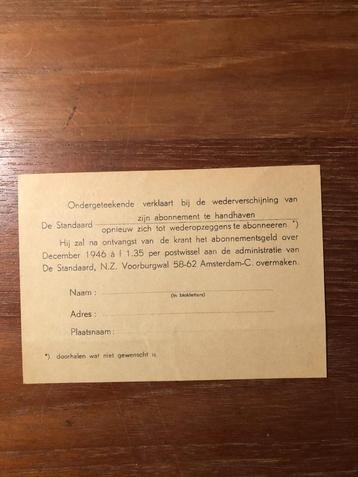 Ondergeteekende verklaart bij de wederverschijning van
De Standaard zijn abonnement te handhaven
opnieuw zich tot wederopzeggens te abonneeren *)
Hij zal na ontvangst van de krant het abonnementsgeld over
December 1946 à f 1.35 per postwissel aan de administratie van
De Standaard, N.Z. Voorburgwal 58-62 Amsterdam-C. overmaken.
Naam :
(in blokletters)
Adres :
Plaatsnaam :
*) doorhalen wat niet gewenscht is